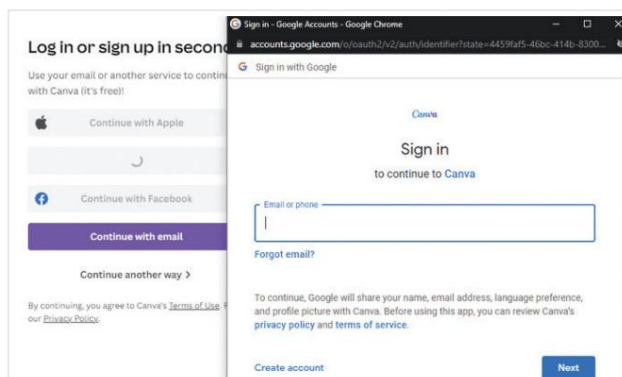 Log in or sign up in secon
Use your email or another service to contin
with Canva (it's free)!
Continue with Apple
Continue with Facebook
Continue with email
Continue another way >
By continuing, you agree to Canva's Terms of Use.
our Privacy Policy.
Sign in - Google Accounts - Google Chrome
accounts.google.com/o/oauth2/v2/auth/identifier?state=4459faf5-46bc-414b-8300...
Sign in with Google
Canva
Sign in
to continue to Canva
Email or phone
Forgot email?
To continue, Google will share your name, email address, language preference,
and profile picture with Canva. Before using this app, you can review Canva's
privacy policy and terms of service.
Create account
Next